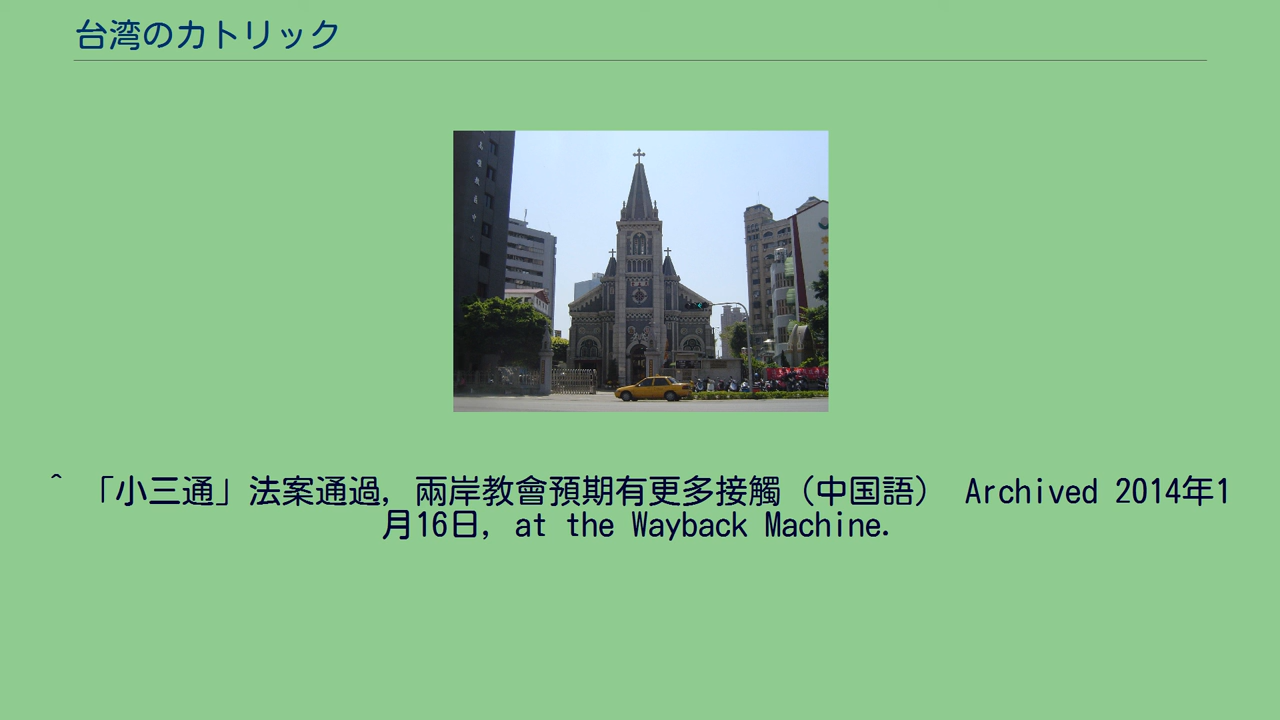 台湾のカトリック
^ 「小三通」法案通過, 兩岸教會預期有更多接觸（中国語） Archived 2014年1
月16日, at the Wayback Machine.